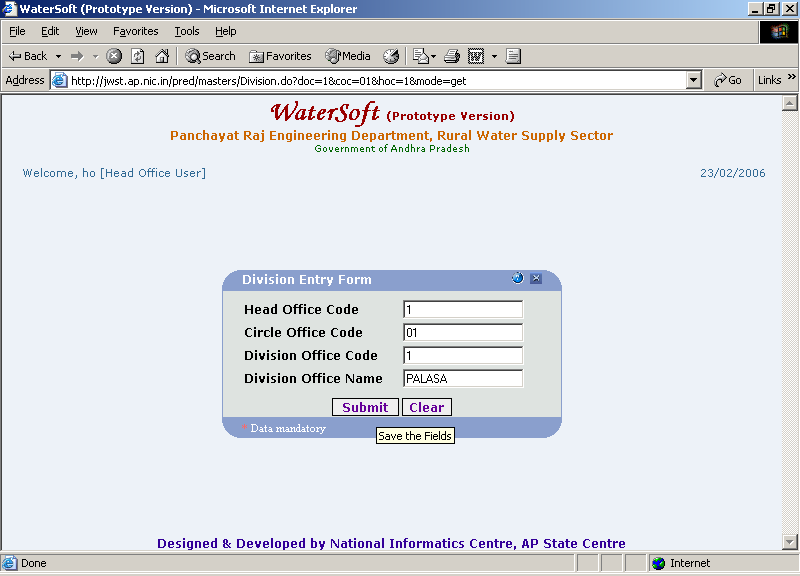 WaterSoft (Prototype Version) - Microsoft Internet Explorer
File Edit View Favorites Tools Help
Back Search Favorites Media
Address http://jwst.ap.nic.in/pred/masters/Division.do?doc=1&coc=01&hoc=1&mode=get Go Links »
WaterSoft (Prototype Version)
Panchayat Raj Engineering Department, Rural Water Supply Sector
Government of Andhra Pradesh
Welcome, ho [Head Office User] 23/02/2006
Division Entry Form
Head Office Code 1
Circle Office Code 01
Division Office Code 1
Division Office Name PALASA
Submit Clear
* Data mandatory
Save the Fields
Designed & Developed by National Informatics Centre, AP State Centre
Done Internet